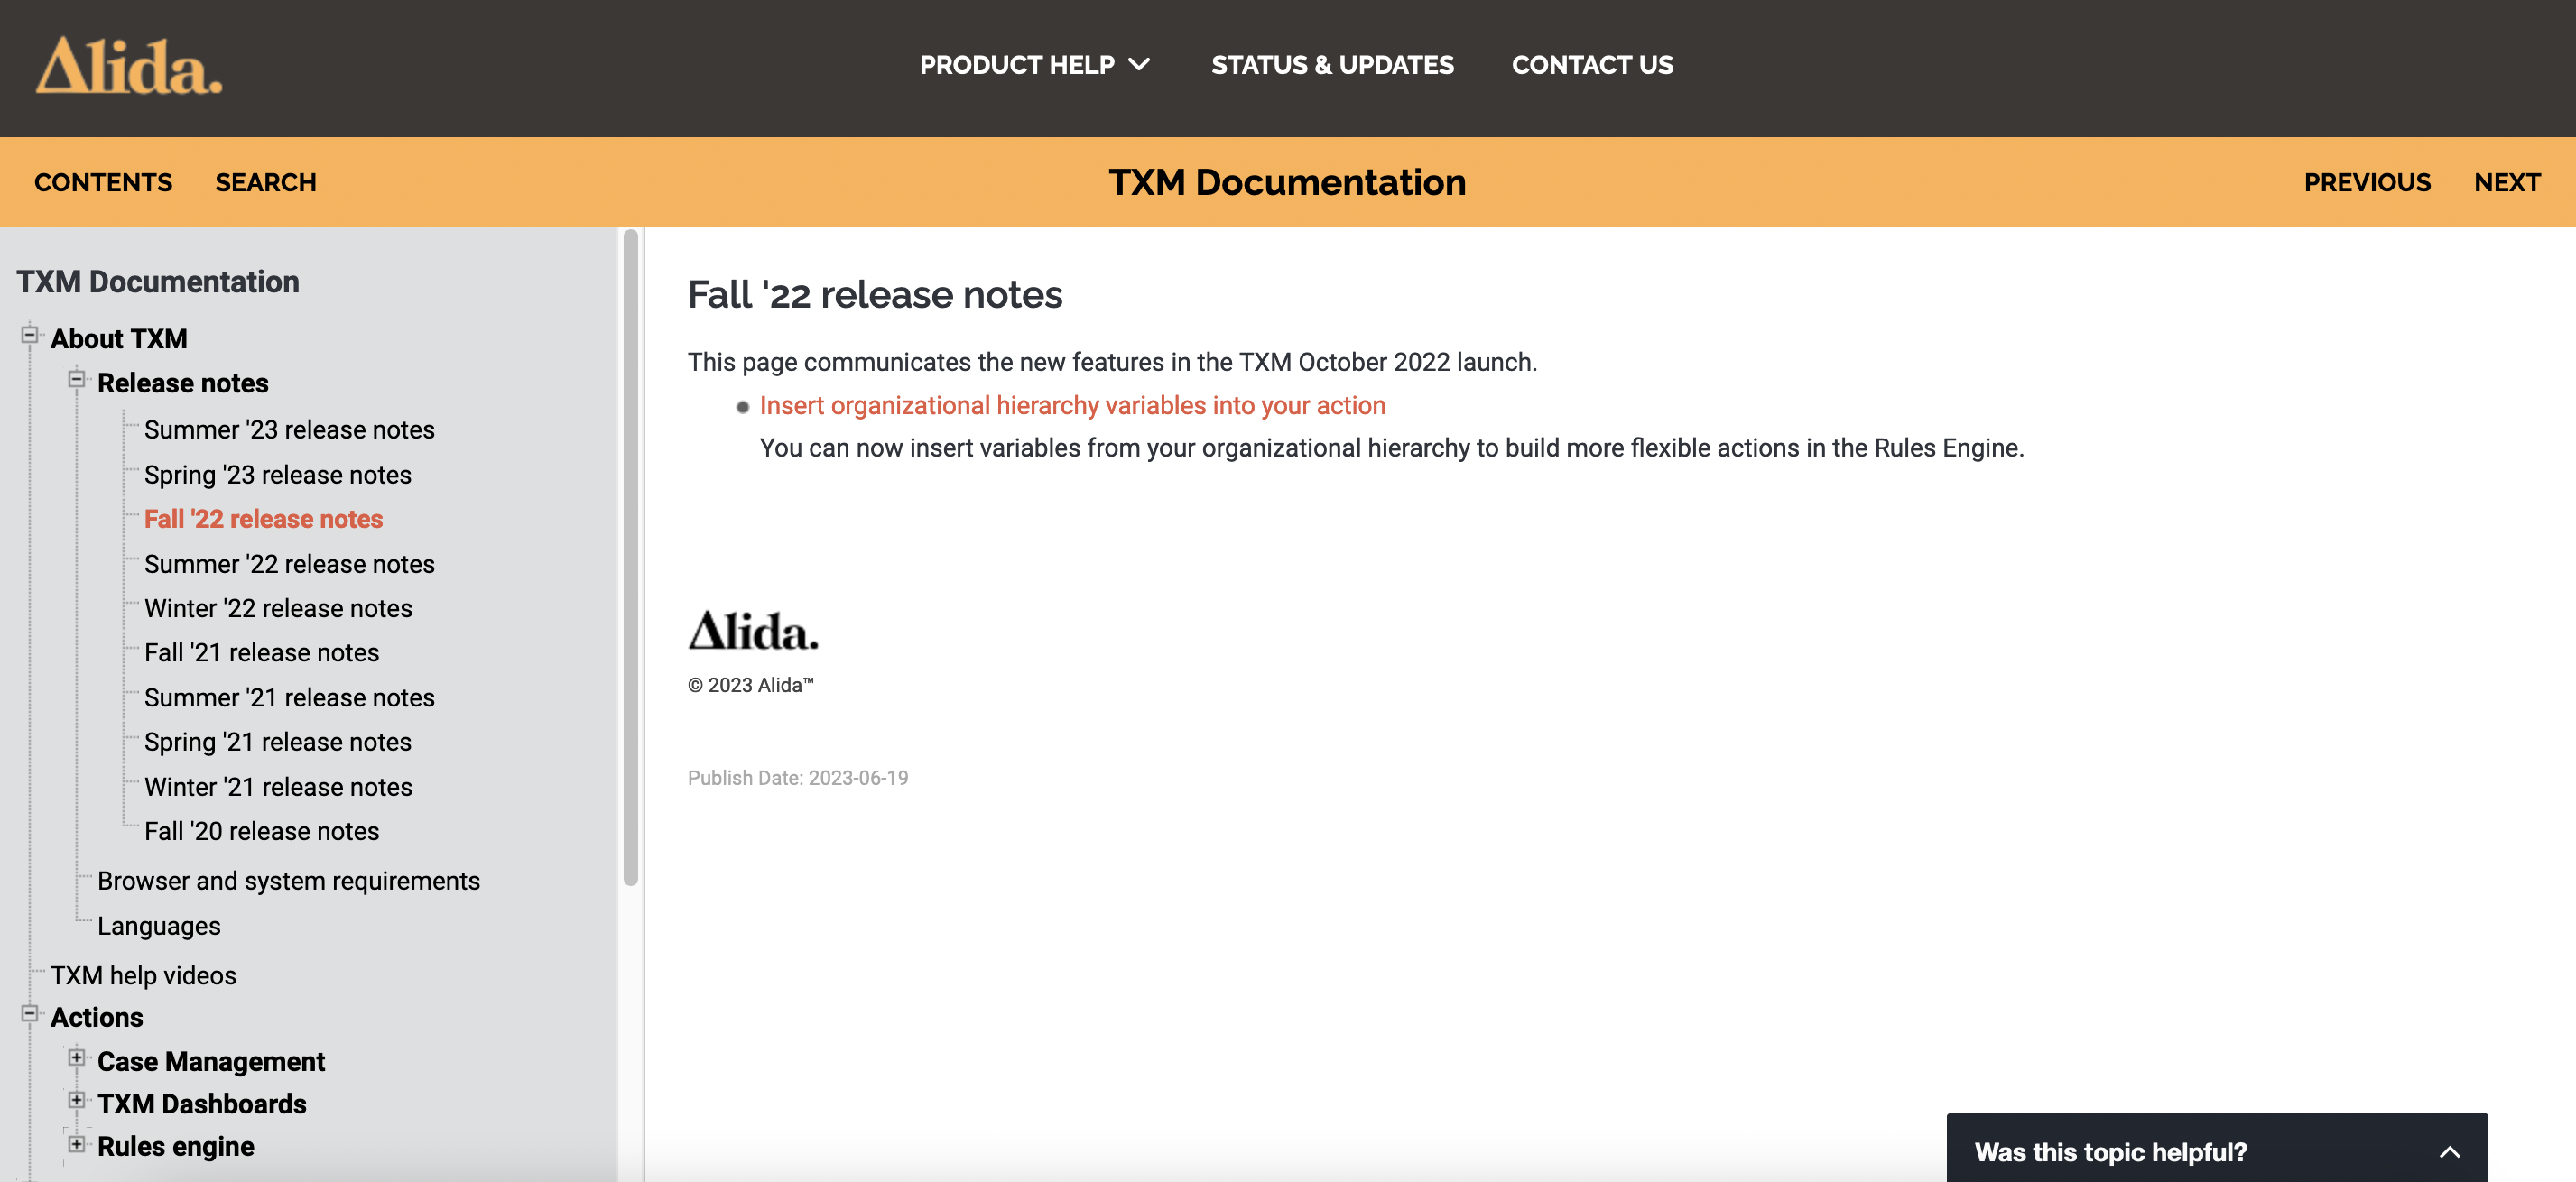 Alida.
PRODUCT HELP
STATUS & UPDATES
CONTACT US
CONTENTS
SEARCH
TXM Documentation
PREVIOUS
NEXT
TXM Documentation
About TXM
Release notes
Summer '23 release notes
Spring '23 release notes
Fall '22 release notes
Summer '22 release notes
Winter '22 release notes
Fall '21 release notes
Summer '21 release notes
Spring '21 release notes
Winter '21 release notes
Fall '20 release notes
Browser and system requirements
Languages
TXM help videos
Actions
Case Management
TXM Dashboards
Rules engine
Fall '22 release notes
This page communicates the new features in the TXM October 2022 launch.
Insert organizational hierarchy variables into your action
You can now insert variables from your organizational hierarchy to build more flexible actions in the Rules Engine.
Alida.
© 2023 Alida™
Publish Date: 2023-06-19
Was this topic helpful?